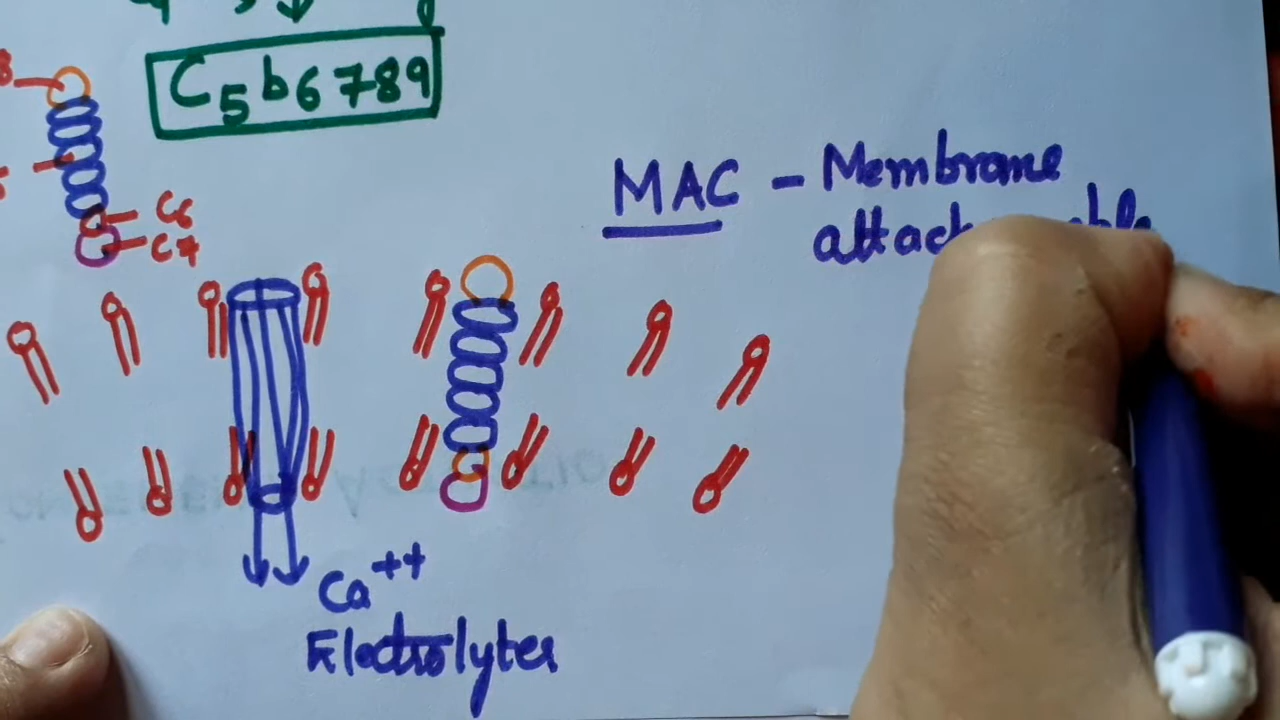 C5b6789
C6
C7
MAC - Membrane
attack
Ca++
Electrolytes